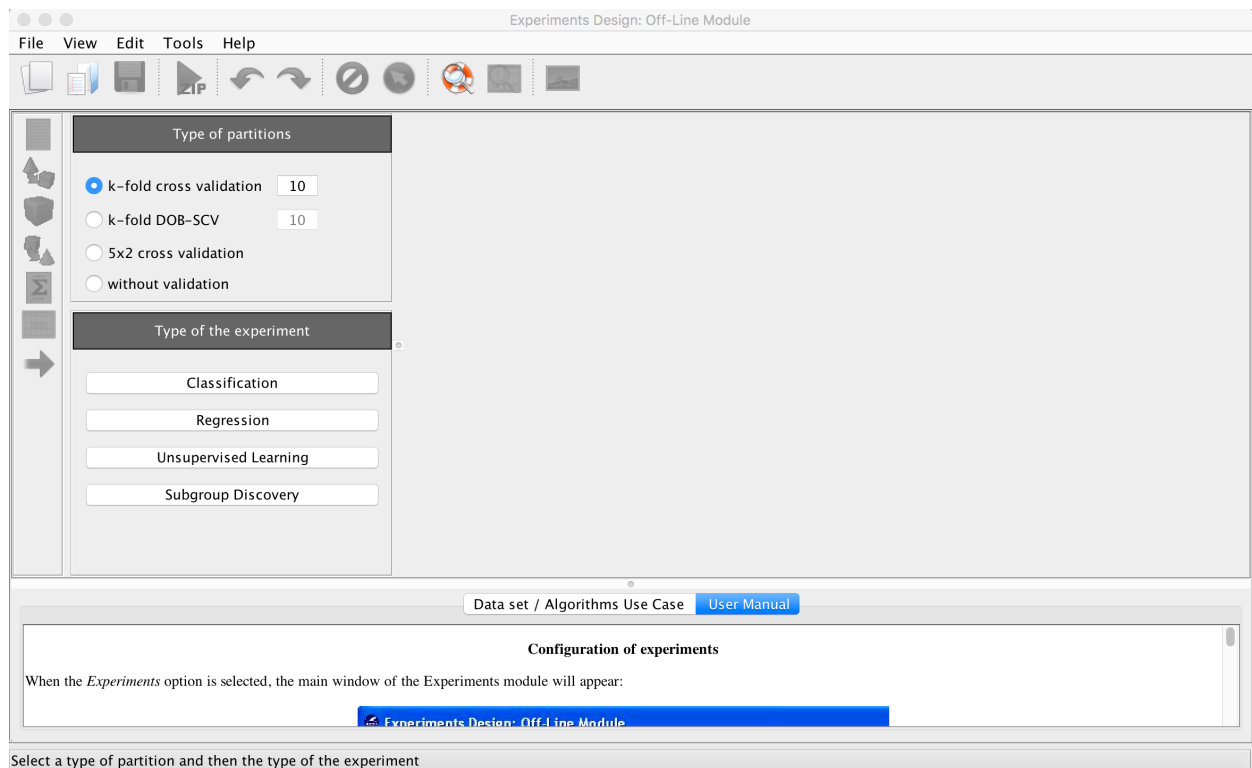 Experiments Design: Off-Line Module
File View Edit Tools Help
ZIP
Type of partitions
k-fold cross validation 10
k-fold DOB-SCV 10
5x2 cross validation
without validation
Σ
Type of the experiment
Classification
Regression
Unsupervised Learning
Subgroup Discovery
Data set / Algorithms Use Case User Manual
Configuration of experiments
When the Experiments option is selected, the main window of the Experiments module will appear:
Experiments Design: Off-Line Module
Select a type of partition and then the type of the experiment